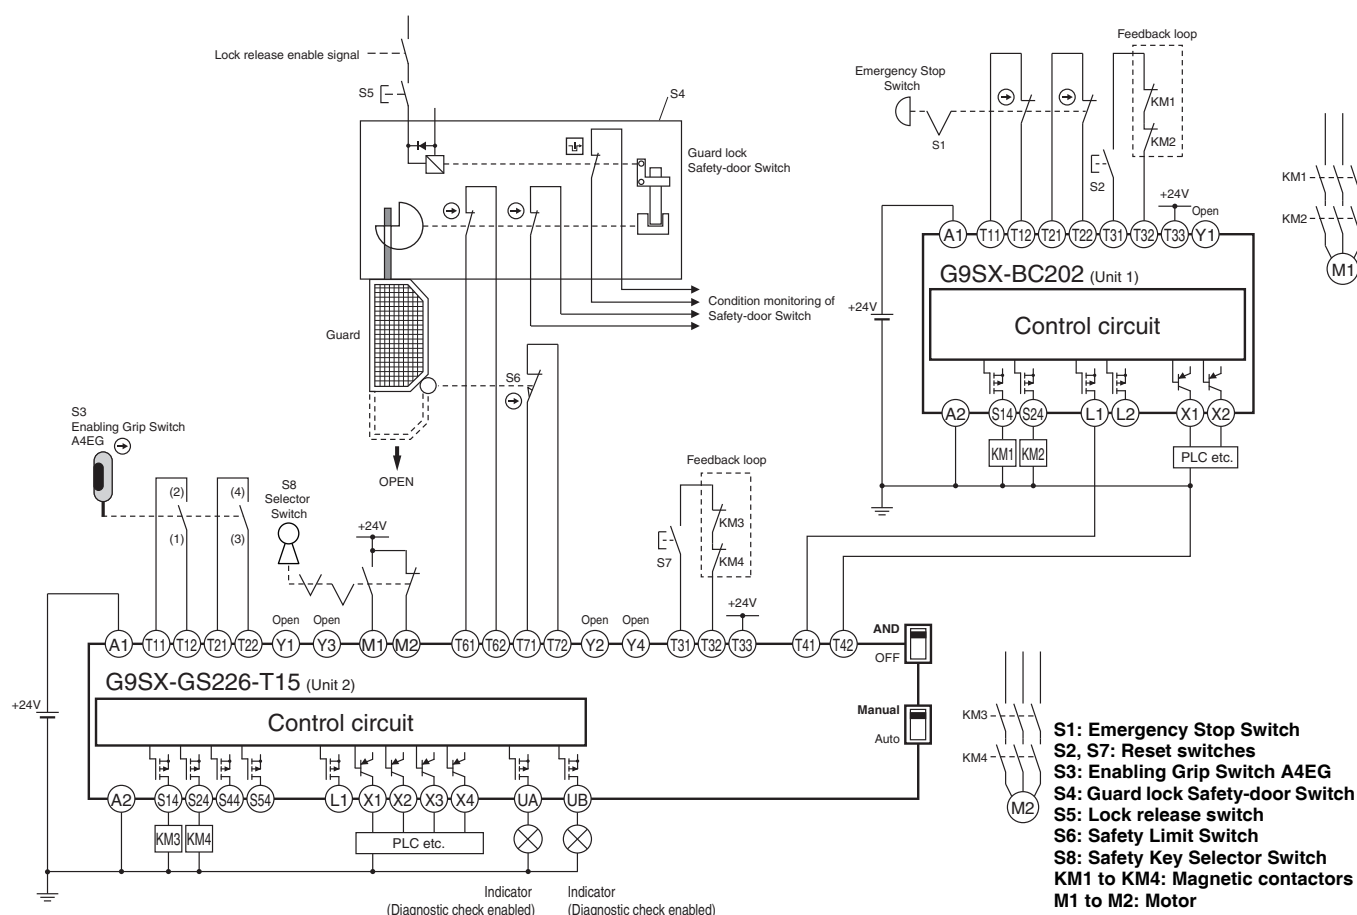 Lock release enable signal
S5
S4
Guard lock
Safety-door Switch
Condition monitoring of
Safety-door Switch
Guard
S6
OPEN
S3
Enabling Grip Switch
A4EG
(2)
(4)
(1)
(3)
S8
Selector
Switch
+24V
Feedback loop
KM3
KM4
S7
+24V
Open
Open
Open
Open
A1
T11
T12
T21
T22
Y1
Y3
M1
M2
T61
T62
T71
T72
Y2
Y4
T31
T32
T33
T41
T42
AND
OFF
Manual
Auto
G9SX-GS226-T15 (Unit 2)
+24V
Control circuit
A2
S14
S24
S44
S54
L1
X1
X2
X3
X4
UA
UB
KM3
KM4
PLC etc.
Indicator
(Diagnostic check enabled)
Indicator
(Diagnostic check enabled)
Emergency Stop
Switch
S1
S2
Feedback loop
KM1
KM2
+24V
Open
A1
T11
T12
T21
T22
T31
T32
T33
Y1
G9SX-BC202 (Unit 1)
+24V
Control circuit
A2
S14
S24
L1
L2
X1
X2
KM1
KM2
PLC etc.
KM1
KM2
M1
KM3
KM4
M2
S1: Emergency Stop Switch
S2, S7: Reset switches
S3: Enabling Grip Switch A4EG
S4: Guard lock Safety-door Switch
S5: Lock release switch
S6: Safety Limit Switch
S8: Safety Key Selector Switch
KM1 to KM4: Magnetic contactors
M1 to M2: Motor